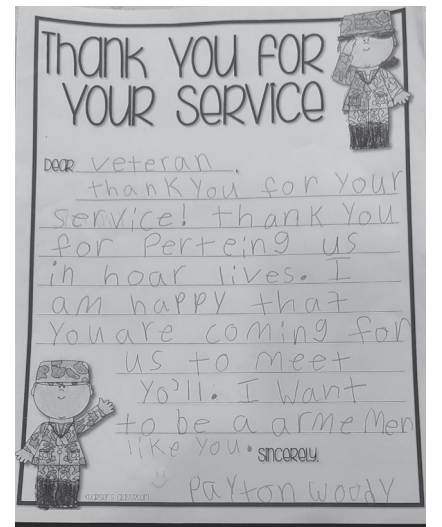 Thank you for
your service
Dear veteran,
thank you for your
service! thank you
for Perteing us
in hoar lives. I
am happy that
you are coming for
us to meet
yo'll. I want
to be a arme men
like you.
Sincerely,
Payton woody